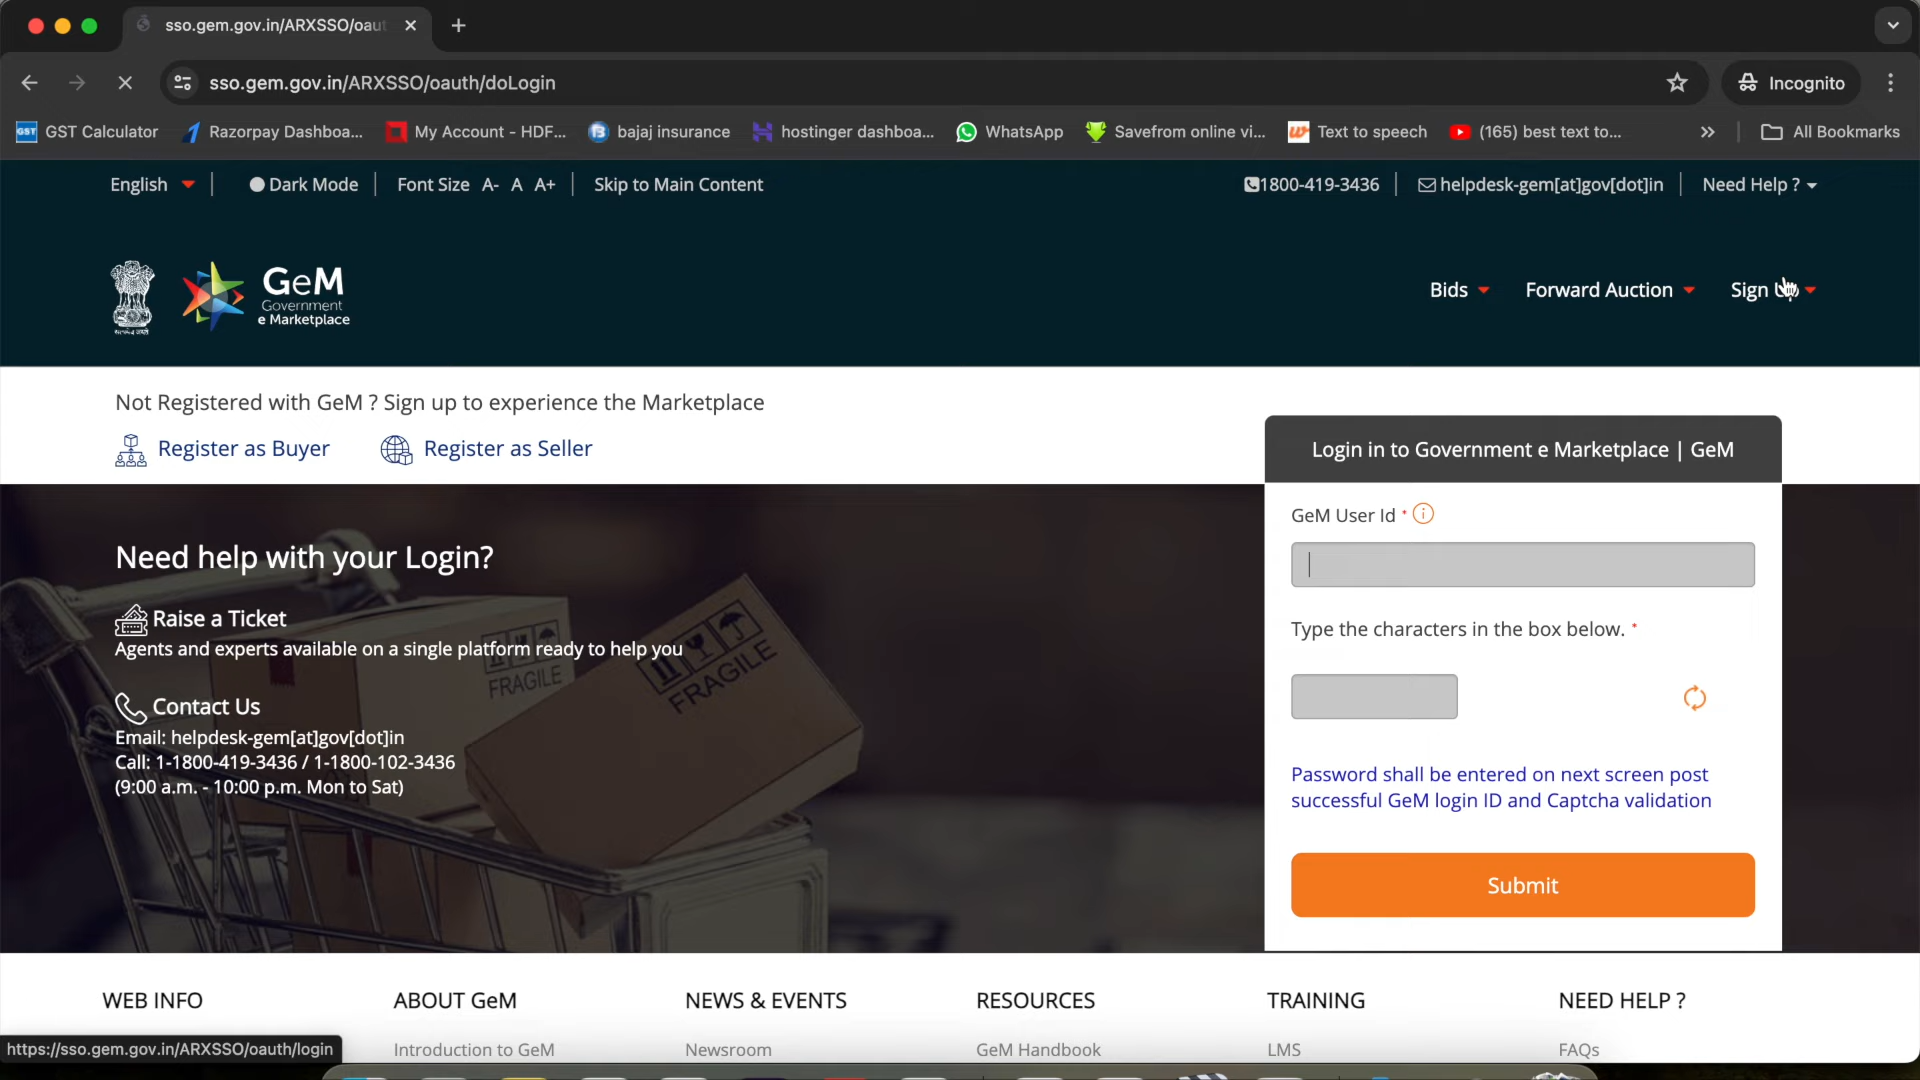 sso.gem.gov.in/ARXSSO/oaut
sso.gem.gov.in/ARXSSO/oauth/doLogin
Incognito
GST Calculator
Razorpay Dashboa...
My Account - HDF...
bajaj insurance
hostinger dashboa...
WhatsApp
Savefrom online vi...
Text to speech
(165) best text to...
All Bookmarks
English
Dark Mode
Font Size A- A A+
Skip to Main Content
1800-419-3436
helpdesk-gem[at]gov[dot]in
Need Help ?
GeM
Government
e Marketplace
Bids
Forward Auction
Sign Up
Not Registered with GeM ? Sign up to experience the Marketplace
Register as Buyer
Register as Seller
Login in to Government e Marketplace | GeM
GeM User Id *
Type the characters in the box below. *
Password shall be entered on next screen post
successful GeM login ID and Captcha validation
Submit
Need help with your Login?
Raise a Ticket
Agents and experts available on a single platform ready to help you
FRAGILE
FRAGILE
Contact Us
Email: helpdesk-gem[at]gov[dot]in
Call: 1-1800-419-3436 / 1-1800-102-3436
(9:00 a.m. - 10:00 p.m. Mon to Sat)
WEB INFO
ABOUT GeM
NEWS & EVENTS
RESOURCES
TRAINING
NEED HELP ?
https://sso.gem.gov.in/ARXSSO/oauth/login
Introduction to GeM
Newsroom
GeM Handbook
LMS
FAQs